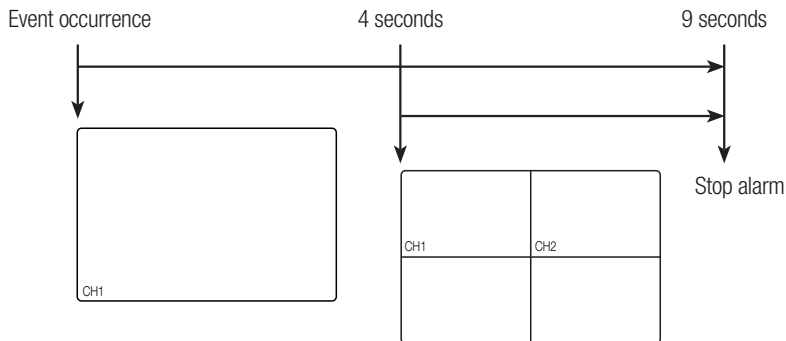 Event occurrence
4 seconds
9 seconds
Stop alarm
CH1
CH2
CH1